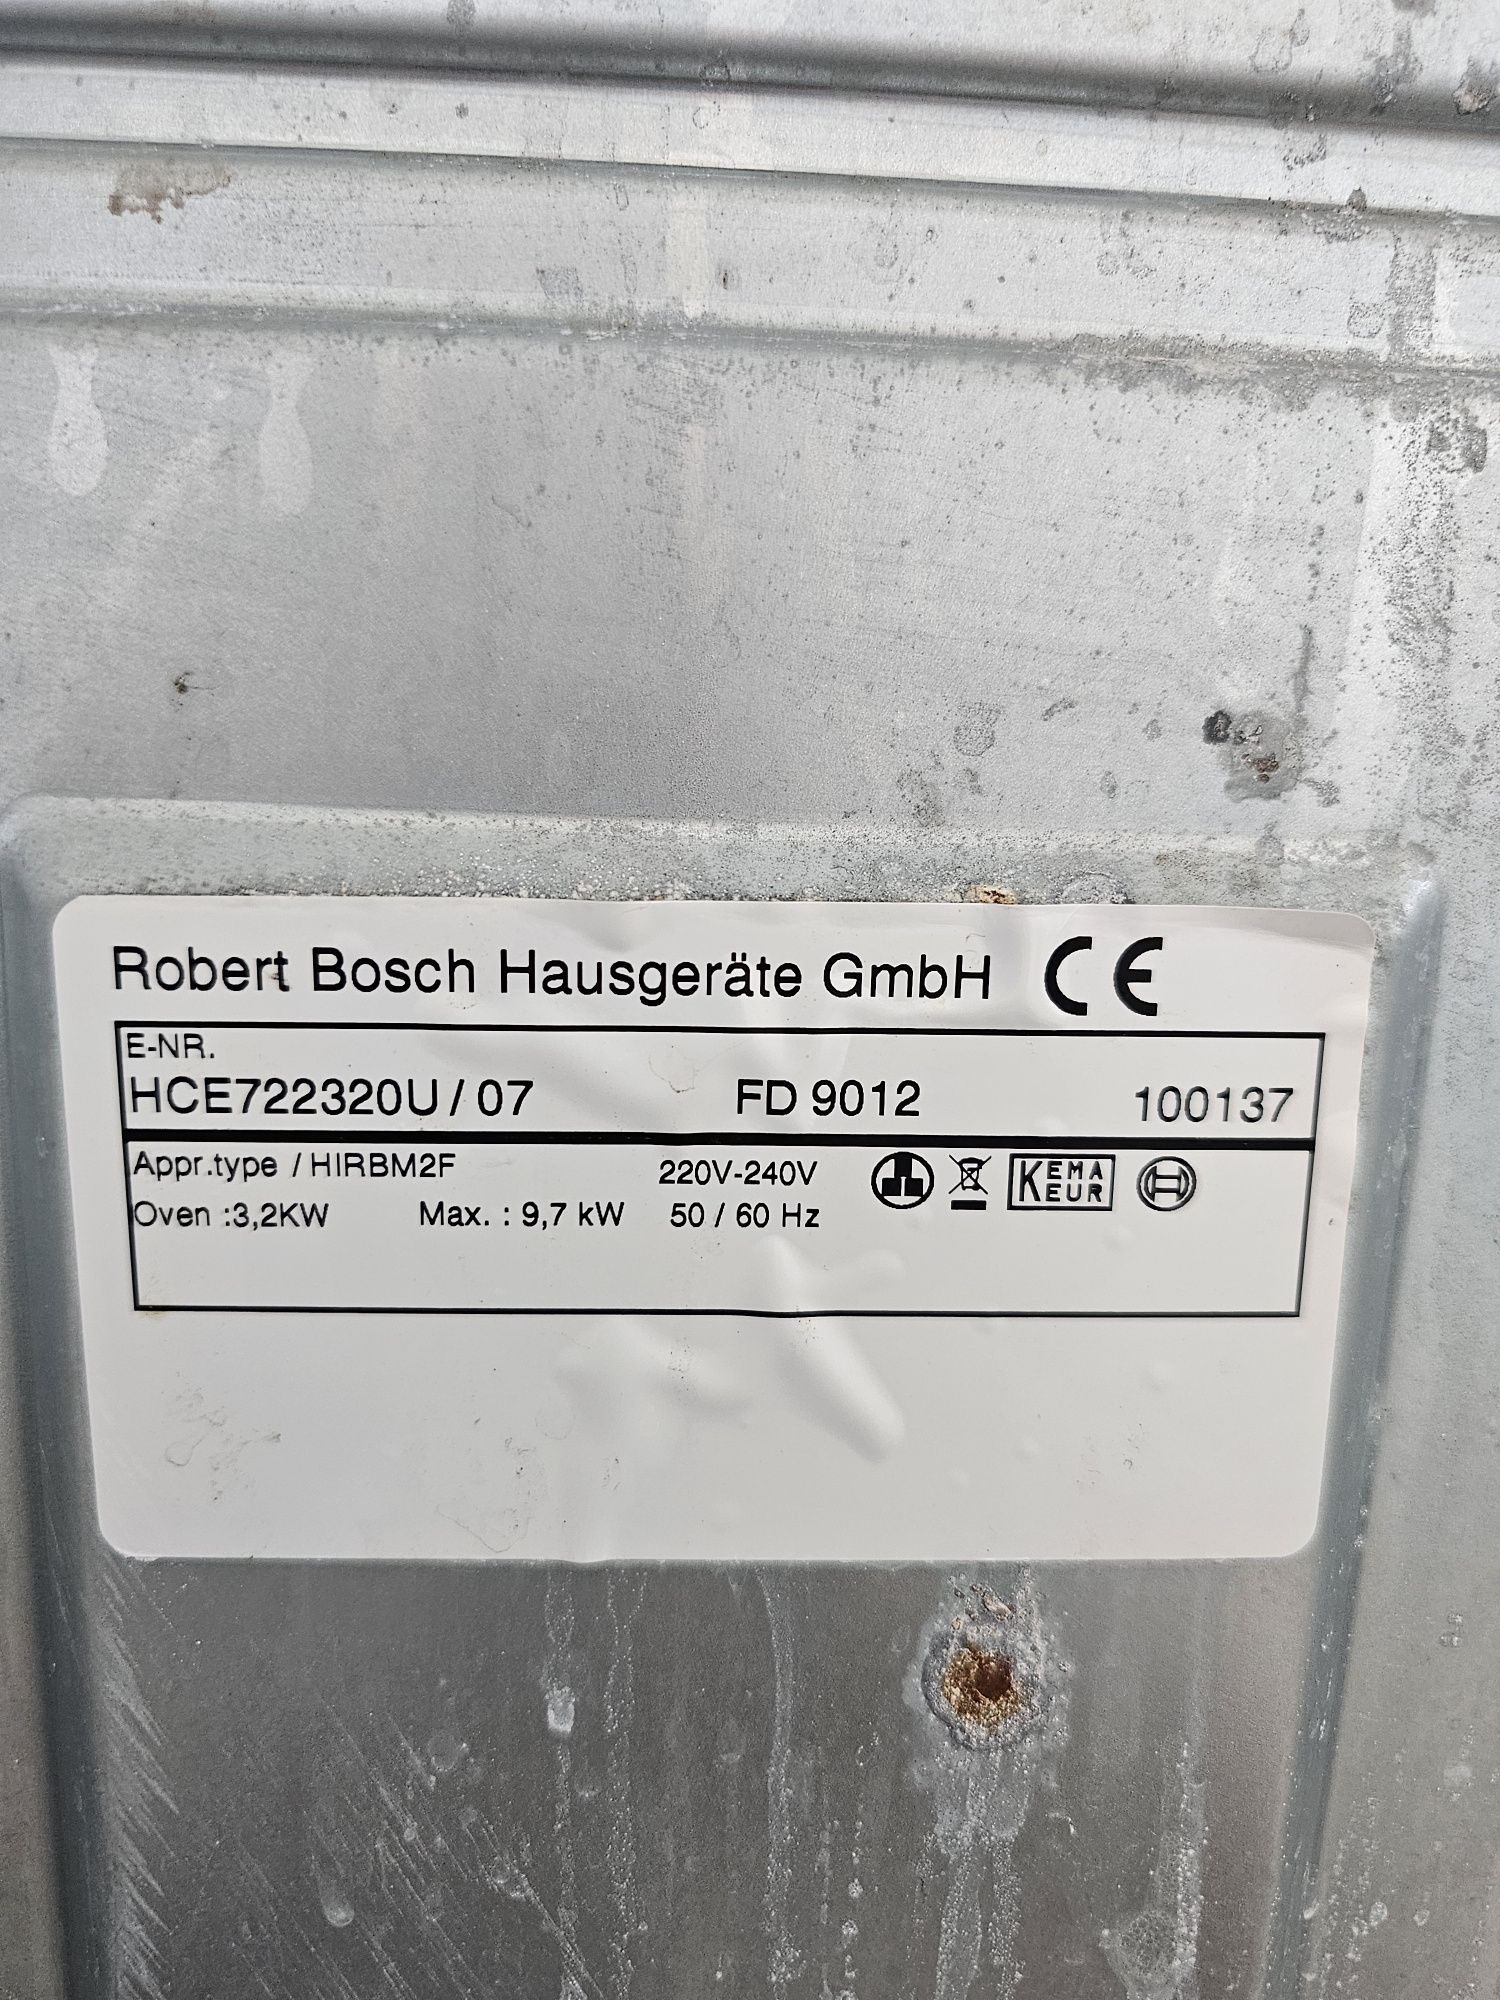 Robert Bosch Hausgeräte GmbH CE
E-NR.
HCE722320U / 07 FD 9012 100137
Appr.type / HIRBM2F 220V-240V KEMA EUR
Oven :3,2KW Max. : 9,7 kW 50 / 60 Hz